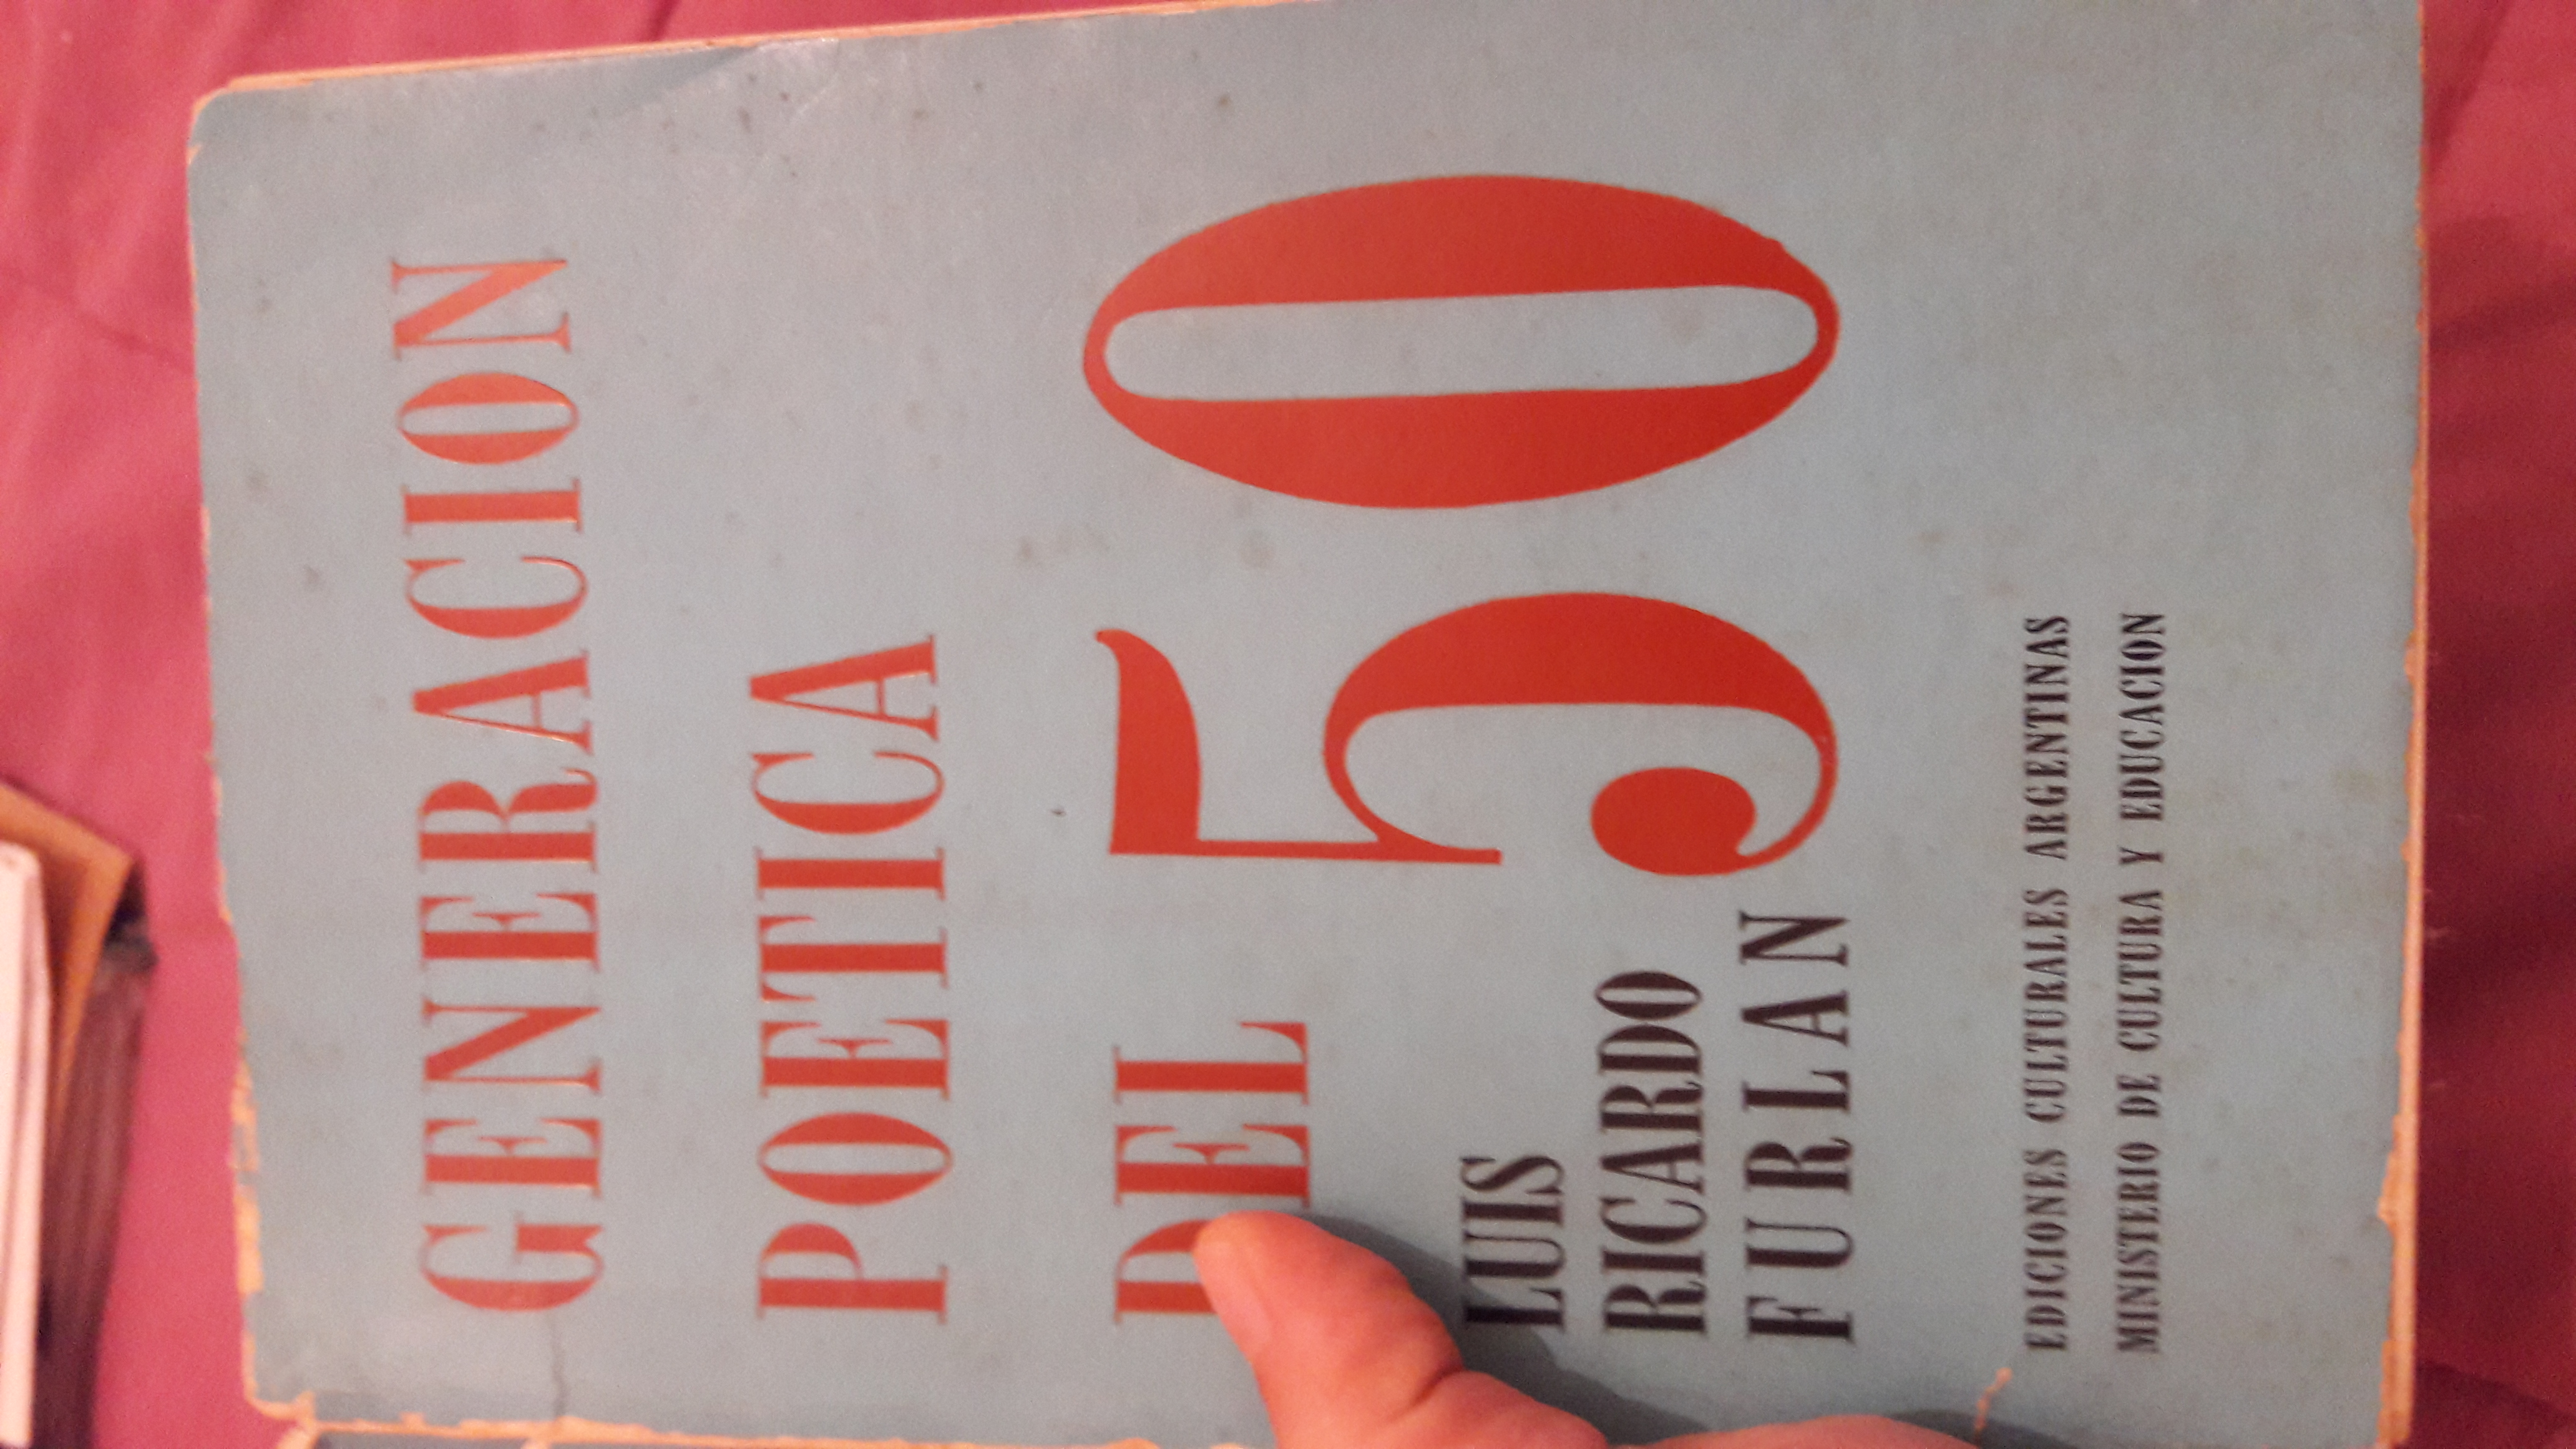 GENERACION
POETICA
DEL 50
LUIS
RICARDO
FURLAN
EDICIONES CULTURALES ARGENTINAS
MINISTERIO DE CULTURA Y EDUCACION